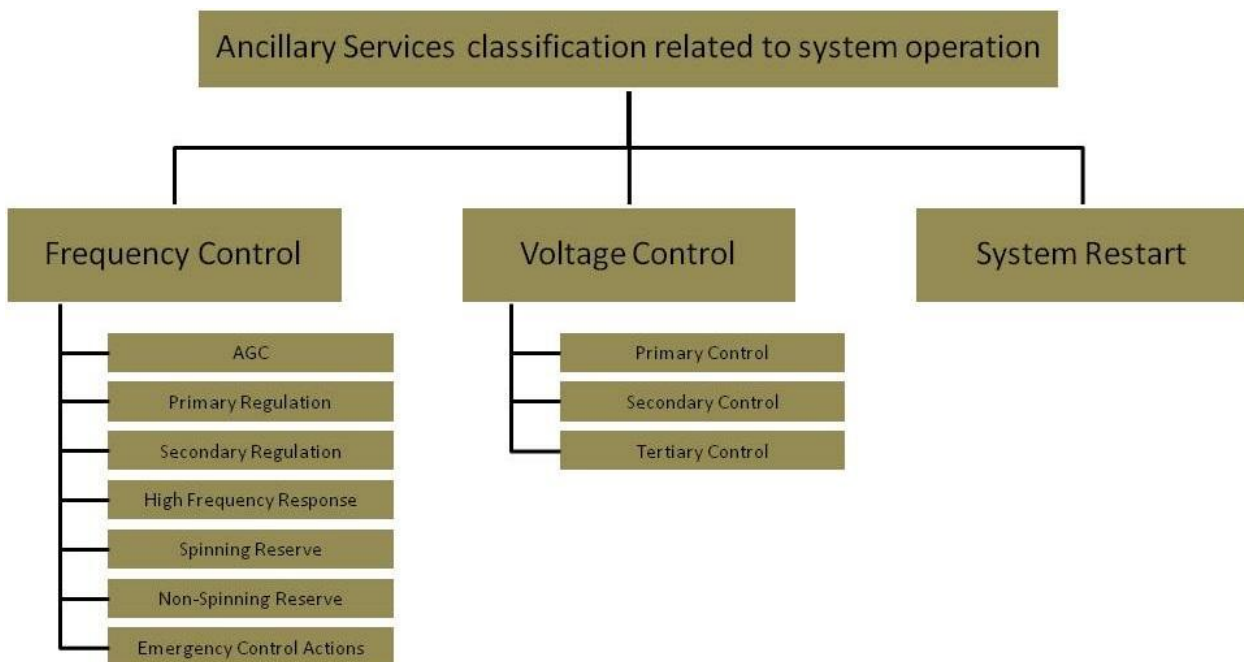 Ancillary Services classification related to system operation
Frequency Control
AGC
Primary Regulation
Secondary Regulation
High Frequency Response
Spinning Reserve
Non-Spinning Reserve
Emergency Control Actions
Voltage Control
Primary Control
Secondary Control
Tertiary Control
System Restart